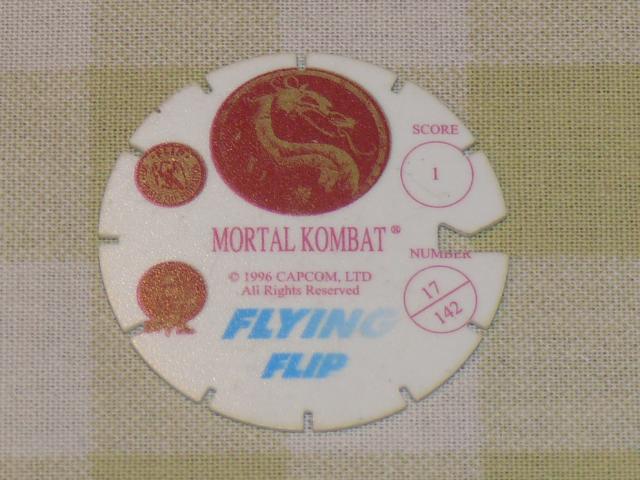 SCORE
1
MORTAL KOMBAT ®
NUMBER
© 1996 CAPCOM, LTD
All Rights Reserved
17
142
FLYING
FLIP